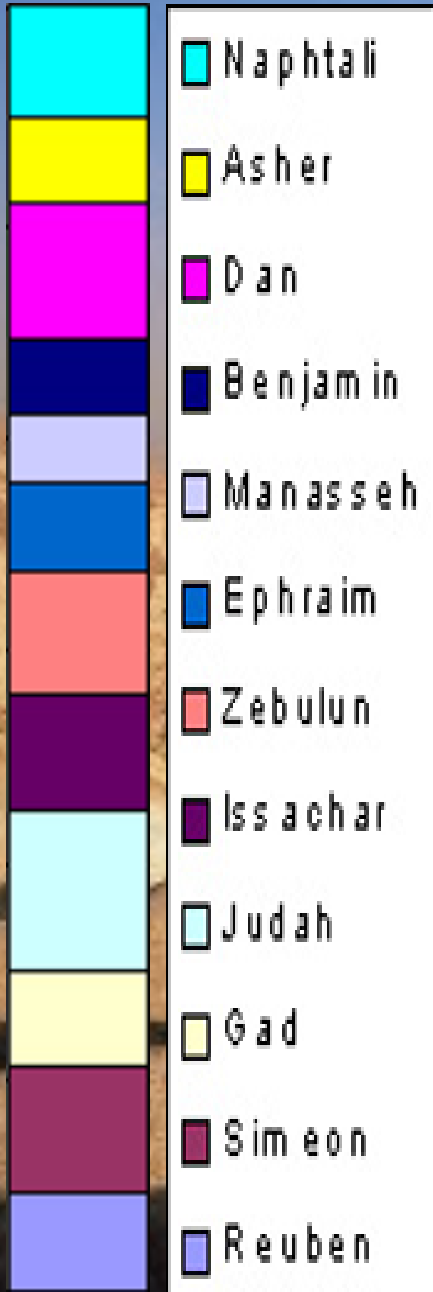 Naphtali
Asher
Dan
Benjamin
Manasseh
Ephraim
Zebulun
Issachar
Judah
Gad
Simeon
Reuben